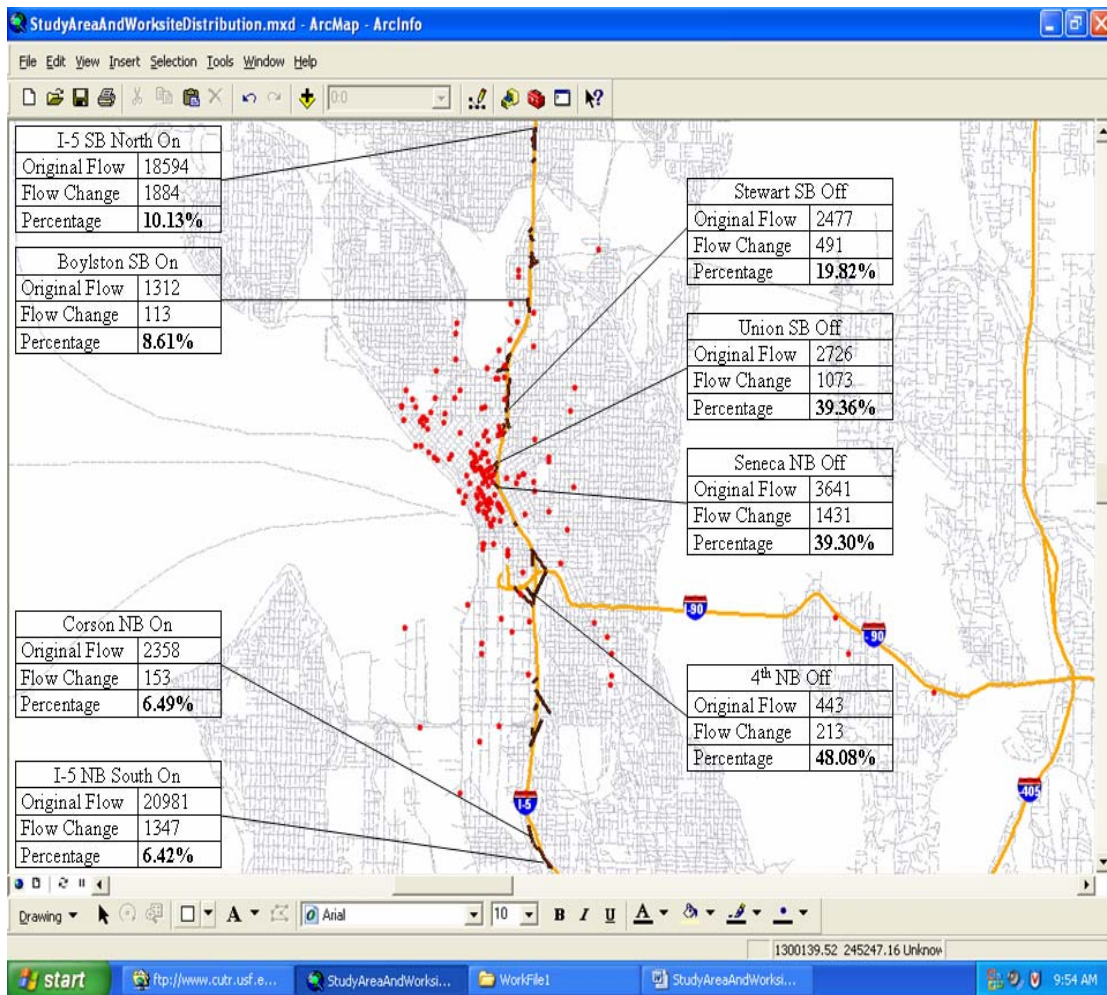 StudyAreaAndWorksiteDistribution.mxd - ArcMap - ArcInfo
File Edit View Insert Selection Tools Window Help
0:0
I-5 SB North On
Original Flow 18594
Flow Change 1884
Percentage 10.13%
Boylston SB On
Original Flow 1312
Flow Change 113
Percentage 8.61%
Stewart SB Off
Original Flow 2477
Flow Change 491
Percentage 19.82%
Union SB Off
Original Flow 2726
Flow Change 1073
Percentage 39.36%
Seneca NB Off
Original Flow 3641
Flow Change 1431
Percentage 39.30%
Corson NB On
Original Flow 2358
Flow Change 153
Percentage 6.49%
4th NB Off
Original Flow 443
Flow Change 213
Percentage 48.08%
I-5 NB South On
Original Flow 20981
Flow Change 1347
Percentage 6.42%
I-90
I-90
I-5
I-405
Drawing A Arial 10 B I U A
1300139.52 245247.16 Unknow
start ftp://www.cutr.usf.e... StudyAreaAndWorksi... WorkFile1 StudyAreaAndWorksi... 9:54 AM